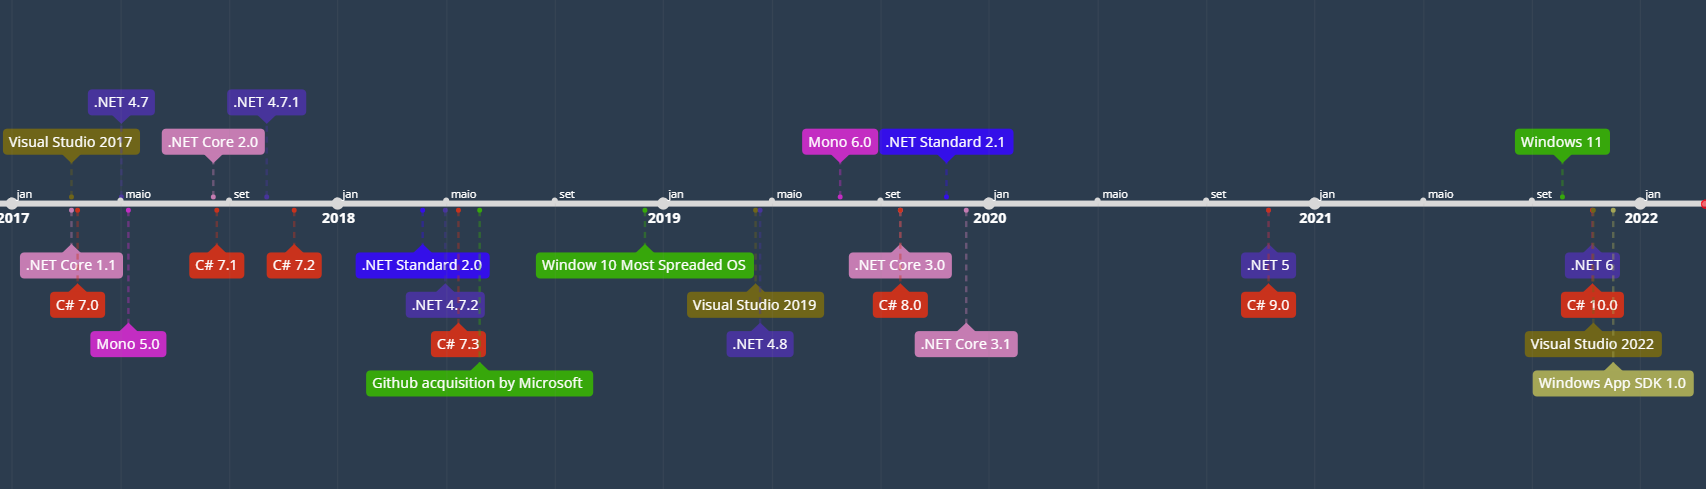 .NET 4.7
.NET 4.7.1
Visual Studio 2017
.NET Core 2.0
Mono 6.0
.NET Standard 2.1
Windows 11
jan
maio
set
jan
maio
set
jan
maio
set
jan
maio
set
jan
maio
set
jan
2017
2018
2019
2020
2021
2022
.NET Core 1.1
C# 7.1
C# 7.2
.NET Standard 2.0
Window 10 Most Spreaded OS
.NET Core 3.0
.NET 5
.NET 6
C# 7.0
.NET 4.7.2
Visual Studio 2019
C# 8.0
C# 9.0
C# 10.0
Mono 5.0
C# 7.3
.NET 4.8
.NET Core 3.1
Visual Studio 2022
Github acquisition by Microsoft
Windows App SDK 1.0